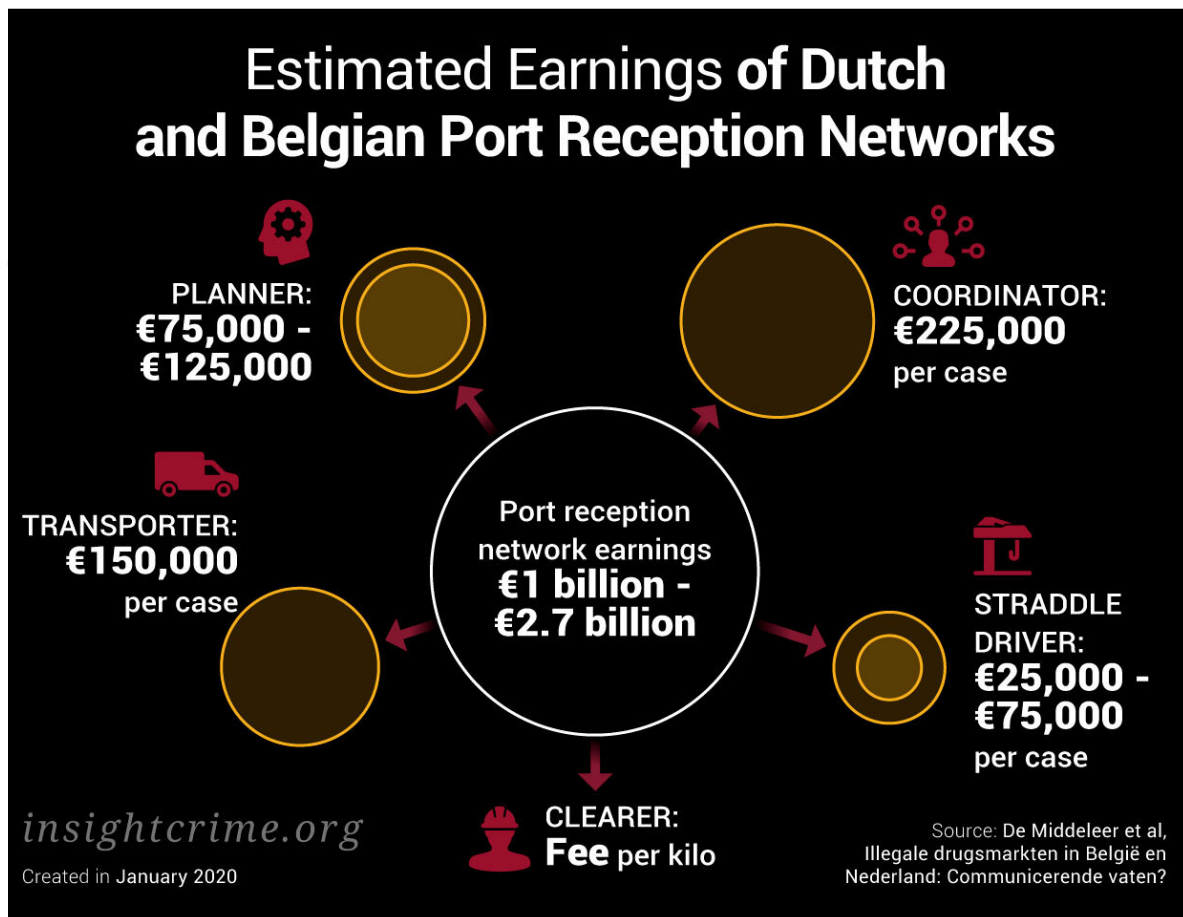 Estimated Earnings of Dutch
and Belgian Port Reception Networks
PLANNER:
€75,000 -
€125,000
COORDINATOR:
€225,000
per case
TRANSPORTER:
€150,000
per case
Port reception
network earnings
€1 billion -
€2.7 billion
STRADDLE
DRIVER:
€25,000 -
€75,000
per case
CLEARER:
Fee per kilo
insightcrime.org
Created in January 2020
Source: De Middeleer et al,
Illegale drugsmarkten in België en
Nederland: Communicerende vaten?